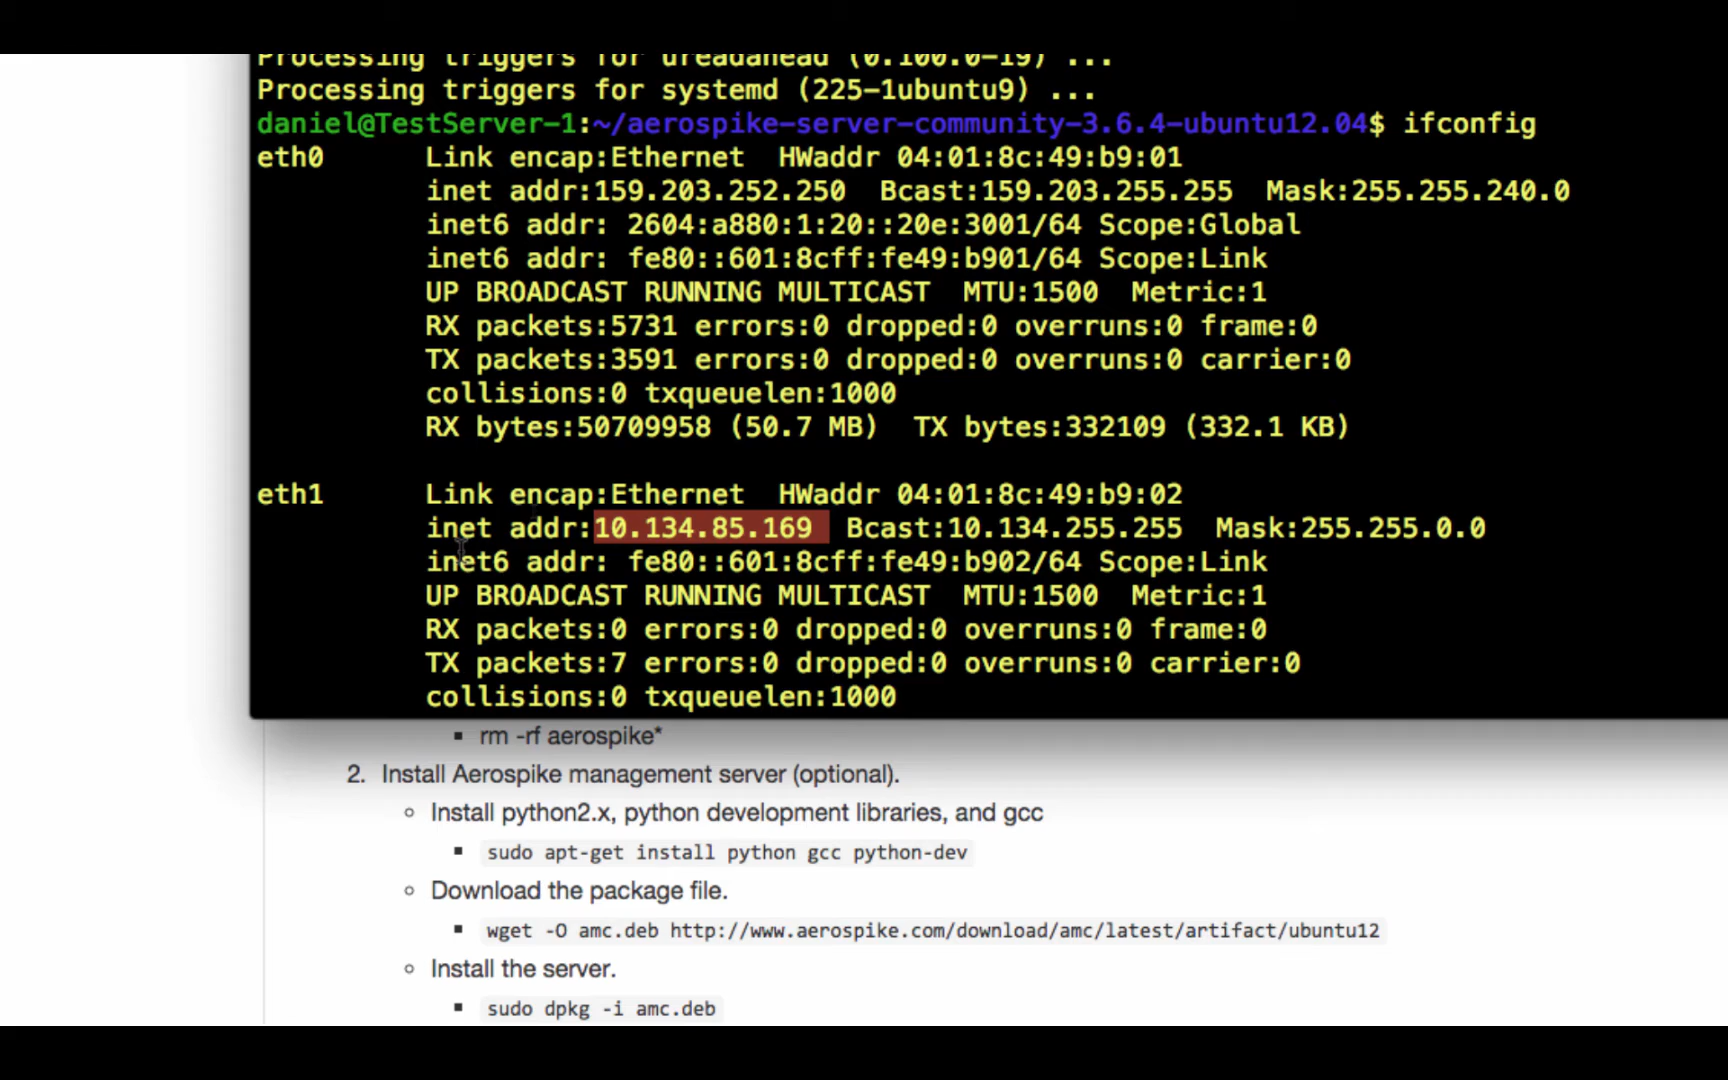 Processing triggers for ureadahead (0.100.0-19) ...
Processing triggers for systemd (225-1ubuntu9) ...
daniel@TestServer-1:~/aerospike-server-community-3.6.4-ubuntu12.04$ ifconfig
eth0      Link encap:Ethernet  HWaddr 04:01:8c:49:b9:01
          inet addr:159.203.252.250  Bcast:159.203.255.255  Mask:255.255.240.0
          inet6 addr: 2604:a880:1:20::20e:3001/64 Scope:Global
          inet6 addr: fe80::601:8cff:fe49:b901/64 Scope:Link
          UP BROADCAST RUNNING MULTICAST  MTU:1500  Metric:1
          RX packets:5731 errors:0 dropped:0 overruns:0 frame:0
          TX packets:3591 errors:0 dropped:0 overruns:0 carrier:0
          collisions:0 txqueuelen:1000
          RX bytes:50709958 (50.7 MB)  TX bytes:332109 (332.1 KB)
eth1      Link encap:Ethernet  HWaddr 04:01:8c:49:b9:02
          inet addr:10.134.85.169  Bcast:10.134.255.255  Mask:255.255.0.0
          inet6 addr: fe80::601:8cff:fe49:b902/64 Scope:Link
          UP BROADCAST RUNNING MULTICAST  MTU:1500  Metric:1
          RX packets:0 errors:0 dropped:0 overruns:0 frame:0
          TX packets:7 errors:0 dropped:0 overruns:0 carrier:0
          collisions:0 txqueuelen:1000
▪ rm -rf aerospike*
2. Install Aerospike management server (optional).
○ Install python2.x, python development libraries, and gcc
▪ sudo apt-get install python gcc python-dev
○ Download the package file.
▪ wget -O amc.deb http://www.aerospike.com/download/amc/latest/artifact/ubuntu12
○ Install the server.
▪ sudo dpkg -i amc.deb